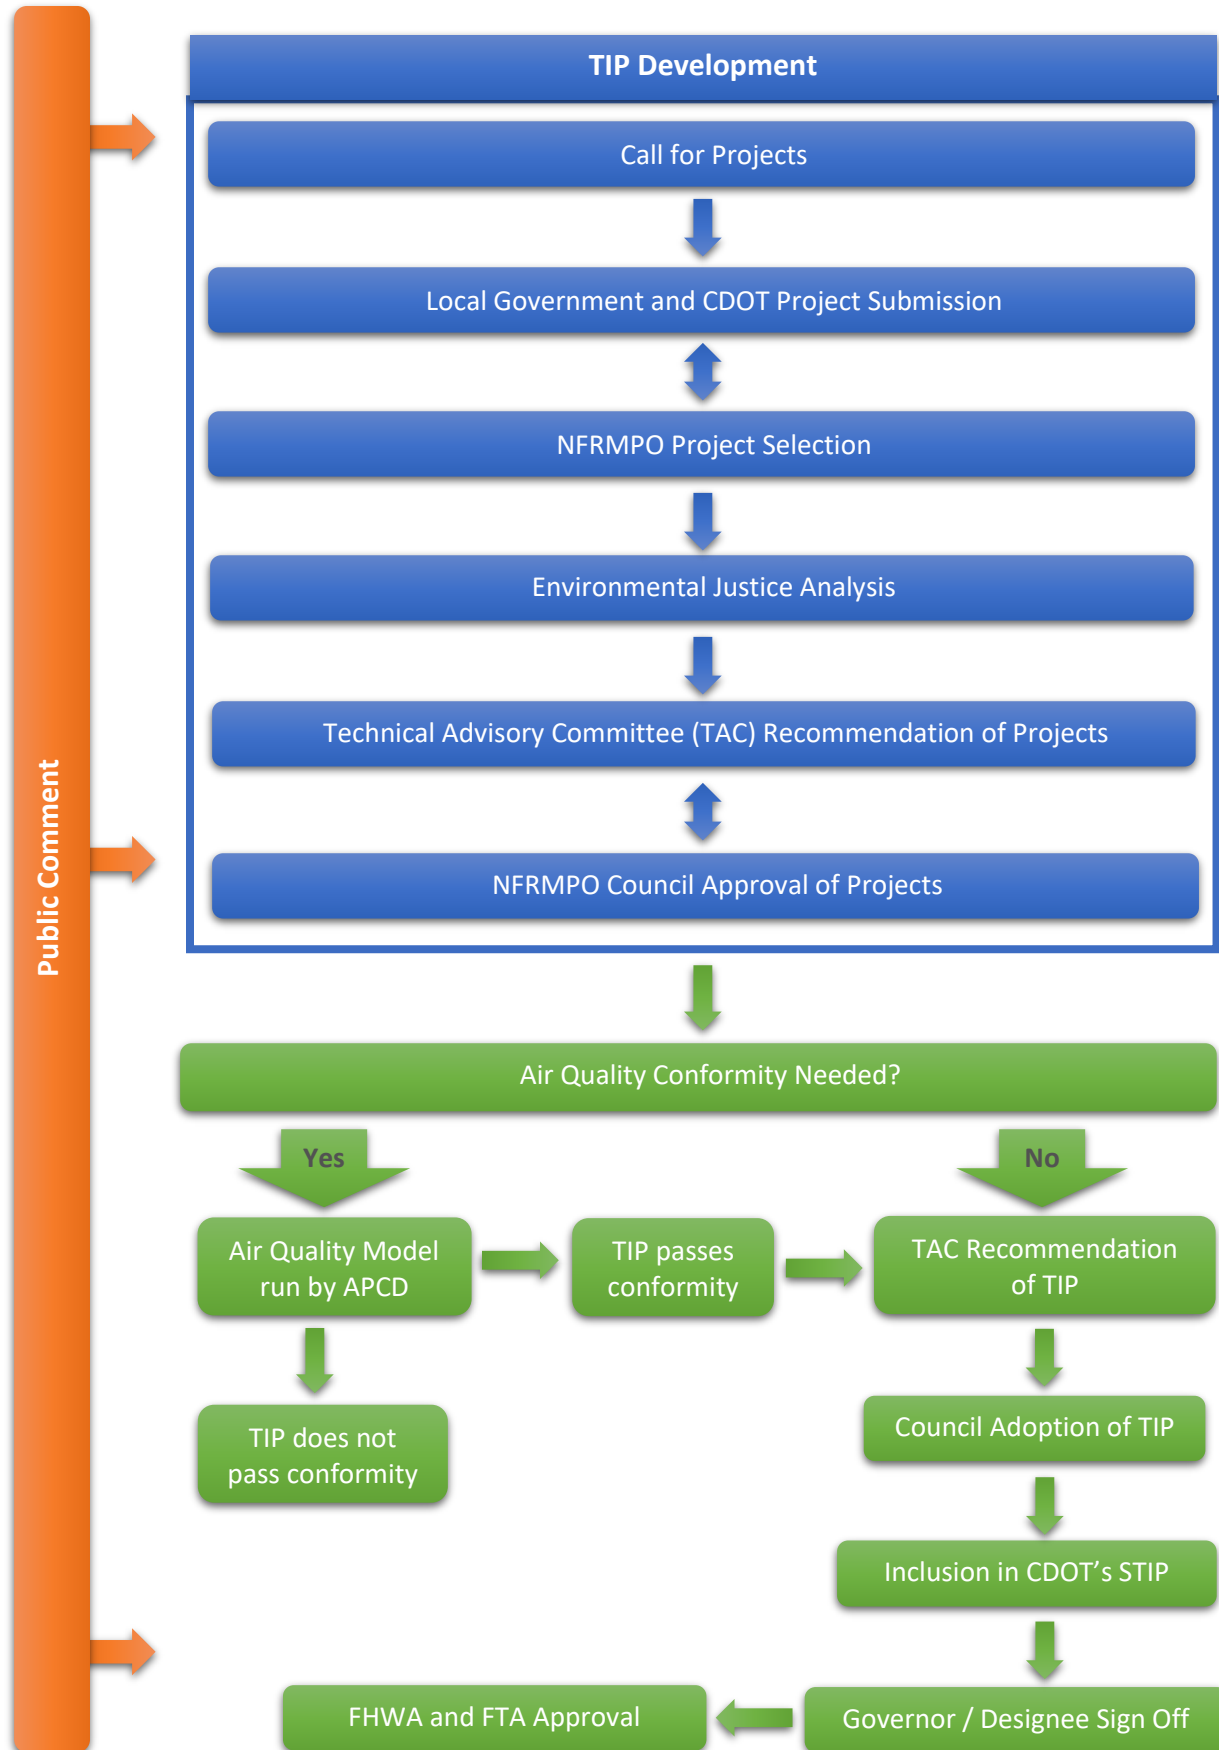 Public Comment
TIP Development
Call for Projects
Local Government and CDOT Project Submission
NFRMPO Project Selection
Environmental Justice Analysis
Technical Advisory Committee (TAC) Recommendation of Projects
NFRMPO Council Approval of Projects
Air Quality Conformity Needed?
Yes
No
Air Quality Model
run by APCD
TIP passes
conformity
TAC Recommendation
of TIP
TIP does not
pass conformity
Council Adoption of TIP
Inclusion in CDOT’s STIP
Governor / Designee Sign Off
FHWA and FTA Approval